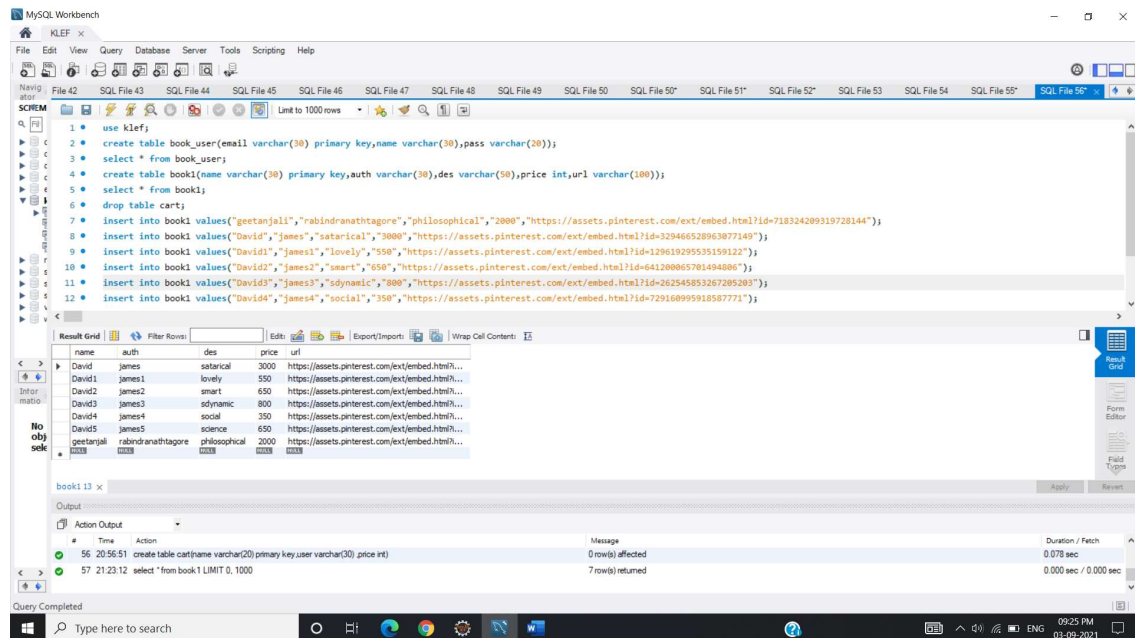 MySQL Workbench
KLEF ×
File Edit View Query Database Server Tools Scripting Help
Navig
ator
File 42 SQL File 43 SQL File 44 SQL File 45 SQL File 46 SQL File 47 SQL File 48 SQL File 49 SQL File 50 SQL File 50* SQL File 51* SQL File 52* SQL File 53 SQL File 54 SQL File 55* SQL File 56* ×
SCHEM
Limit to 1000 rows
1 use klef;
2 create table book_user(email varchar(30) primary key,name varchar(30),pass varchar(20));
3 select * from book_user;
4 create table book1(name varchar(30) primary key,auth varchar(30),des varchar(50),price int,url varchar(100));
5 select * from book1;
6 drop table cart;
7 insert into book1 values("geetanjali","rabindranathtagore","philosophical","2000","https://assets.pinterest.com/ext/embed.html?id=718324209319728144");
8 insert into book1 values("David","james","satarical","3000","https://assets.pinterest.com/ext/embed.html?id=329466528963077149");
9 insert into book1 values("David1","james1","lovely","550","https://assets.pinterest.com/ext/embed.html?id=129619295535159122");
10 insert into book1 values("David2","james2","smart","650","https://assets.pinterest.com/ext/embed.html?id=641200065701494806");
11 insert into book1 values("David3","james3","sdynamic","800","https://assets.pinterest.com/ext/embed.html?id=262545853267205203");
12 insert into book1 values("David4","james4","social","350","https://assets.pinterest.com/ext/embed.html?id=729160995918587771");
Result Grid Filter Rows: Edit: Export/Import: Wrap Cell Content:
name auth des price url
David james satarical 3000 https://assets.pinterest.com/ext/embed.html?i...
David1 james1 lovely 550 https://assets.pinterest.com/ext/embed.html?i...
David2 james2 smart 650 https://assets.pinterest.com/ext/embed.html?i...
David3 james3 sdynamic 800 https://assets.pinterest.com/ext/embed.html?i...
David4 james4 social 350 https://assets.pinterest.com/ext/embed.html?i...
David5 james5 science 650 https://assets.pinterest.com/ext/embed.html?i...
geetanjali rabindranathtagore philosophical 2000 https://assets.pinterest.com/ext/embed.html?i...
NULL NULL NULL NULL NULL
Result
Grid
Form
Editor
Field
Types
Infor
matio
No
obj
sele
book1 13 ×
Apply Revert
Output
Action Output
# Time Action Message Duration / Fetch
56 20:56:51 create table cart(name varchar(20) primary key,user varchar(30) ,price int) 0 row(s) affected 0.078 sec
57 21:23:12 select * from book1 LIMIT 0, 1000 7 row(s) returned 0.000 sec / 0.000 sec
Query Completed
Type here to search
ENG
09:25 PM
03-09-2021